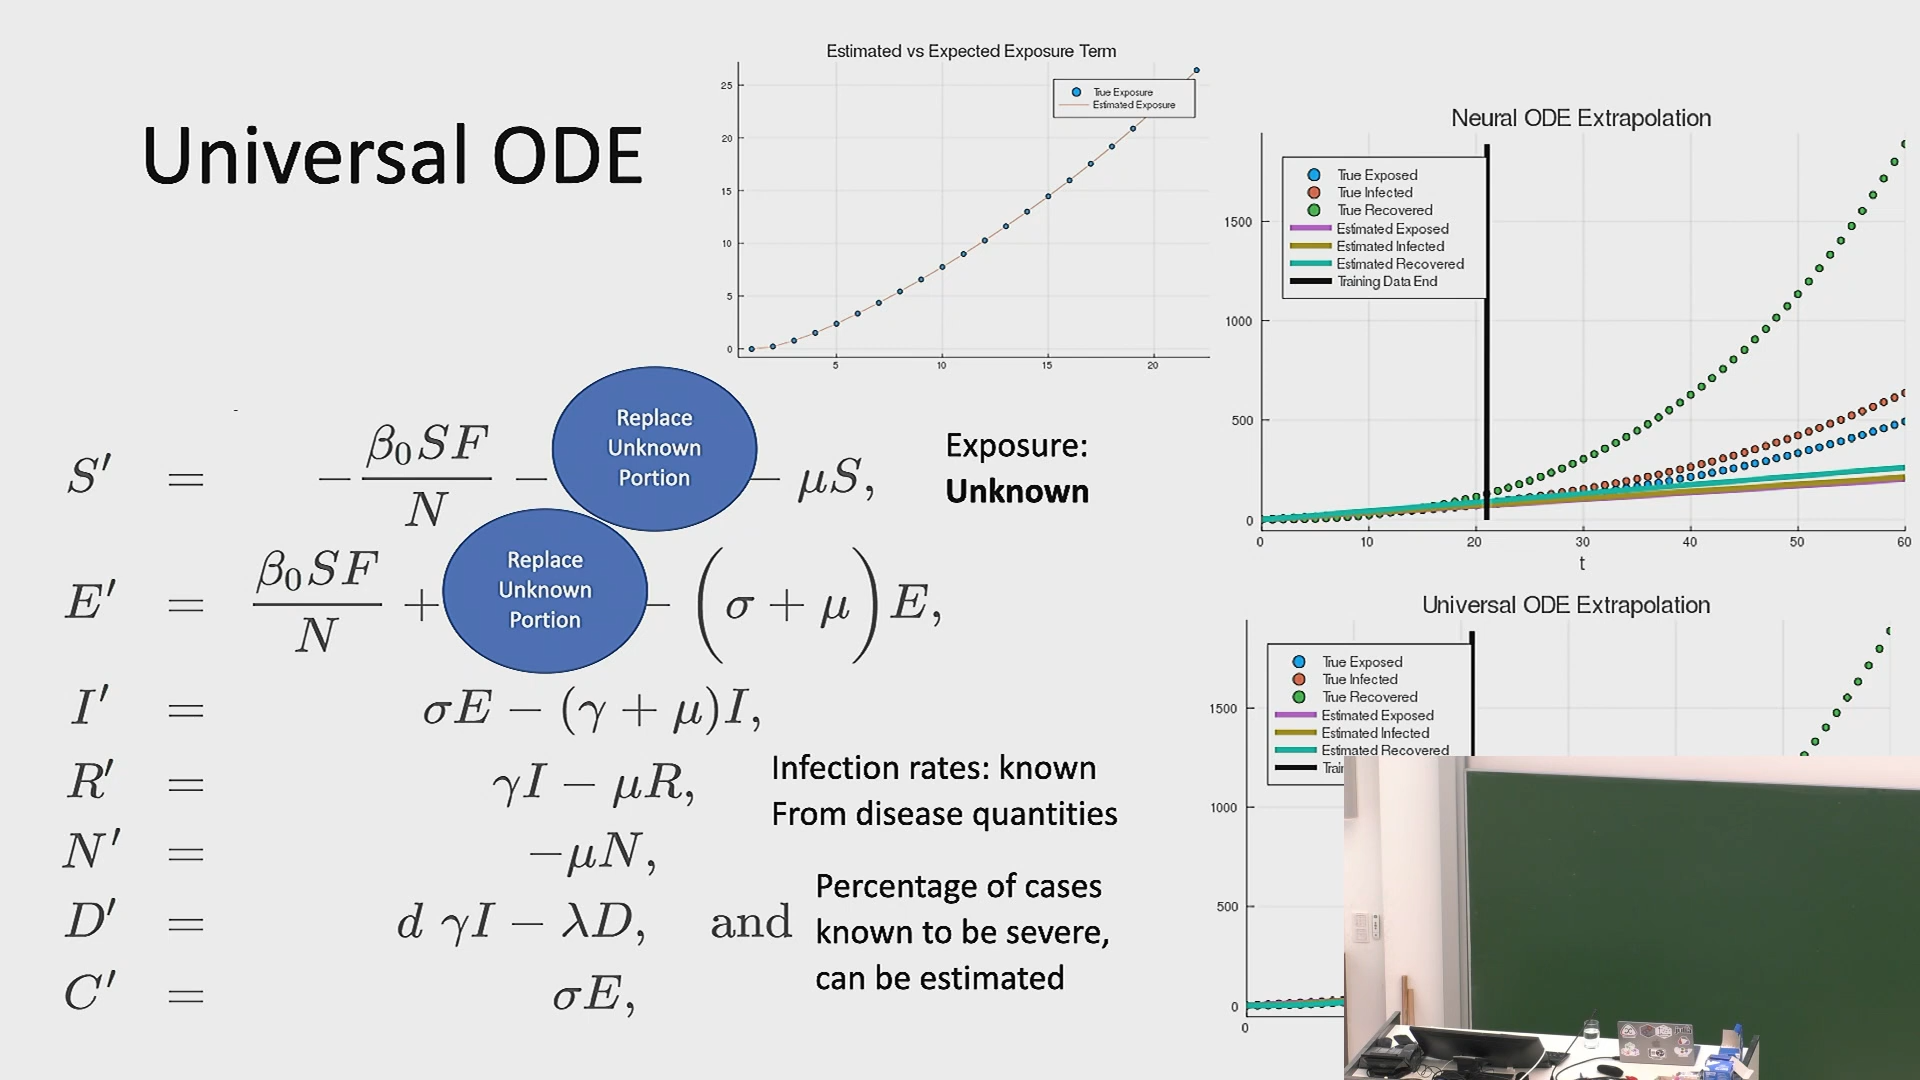 Universal ODE
Estimated vs Expected Exposure Term
True Exposure
Estimated Exposure
25
20
15
10
5
0
5 10 15 20
Neural ODE Extrapolation
True Exposed
True Infected
True Recovered
Estimated Exposed
Estimated Infected
Estimated Recovered
Training Data End
1500
1000
500
0
0 10 20 30 40 50 60
t
S′ = − β₀SF/N − Replace Unknown Portion − μS,
Exposure:
Unknown
E′ = β₀SF/N + Replace Unknown Portion − (σ + μ)E,
I′ = σE − (γ + μ)I,
R′ = γI − μR,
N′ = −μN,
D′ = d γI − λD, and
C′ = σE,
Infection rates: known
From disease quantities
Percentage of cases
known to be severe,
can be estimated
Universal ODE Extrapolation
True Exposed
True Infected
True Recovered
Estimated Exposed
Estimated Infected
Estimated Recovered
1500
1000
500
0
0